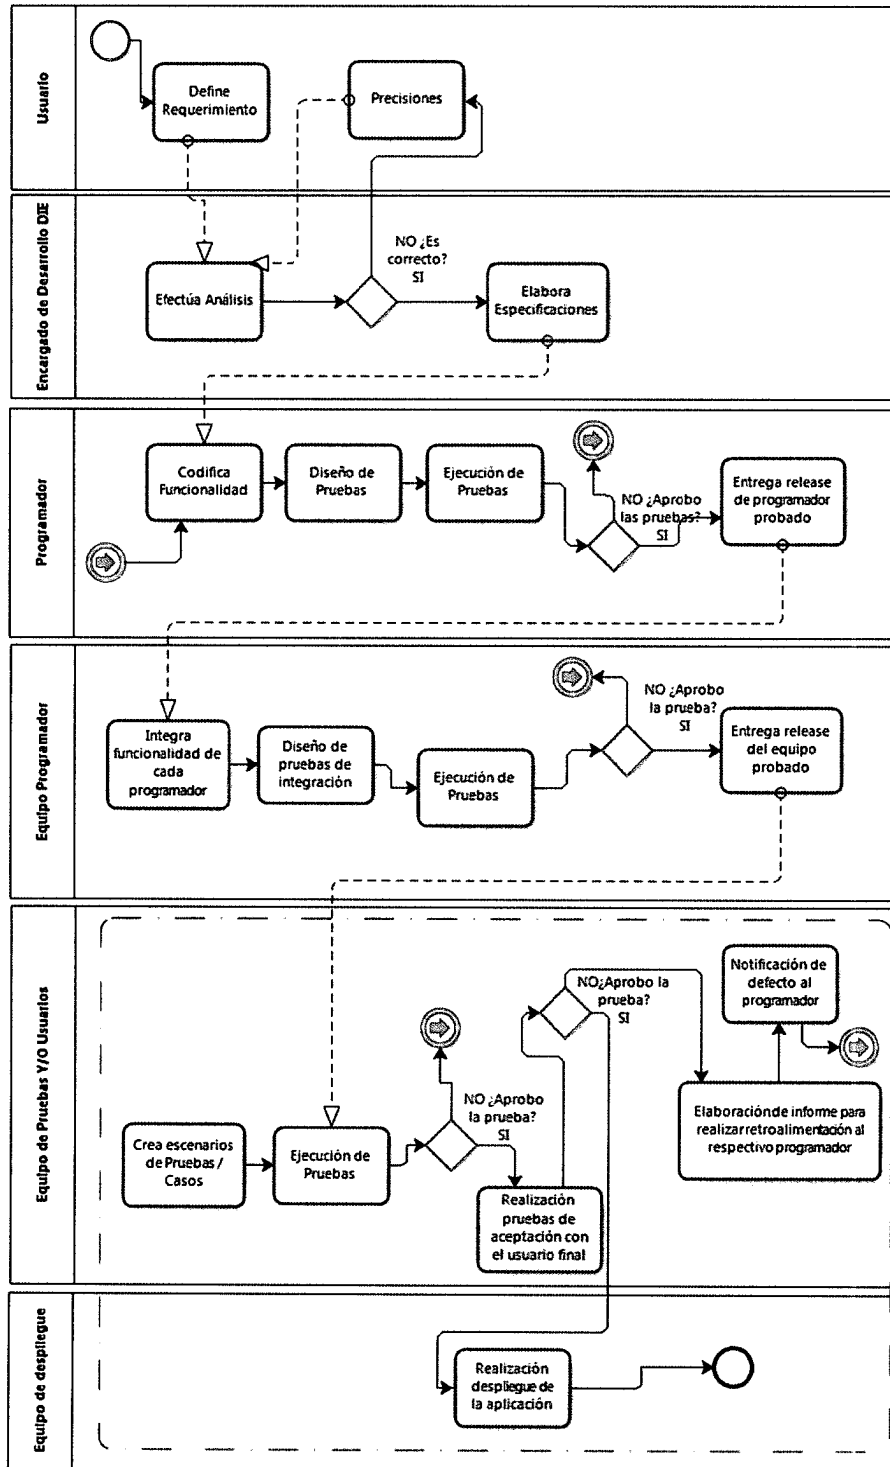 Usuario
Define
Requerimiento
Precisiones
Encargado de Desarrollo DIE
Efectúa Análisis
NO ¿Es
correcto?
SI
Elabora
Especificaciones
Programador
Codifica
Funcionalidad
Diseño de
Pruebas
Ejecución de
Pruebas
NO ¿Aprobo
las pruebas?
SI
Entrega release
de programador
probado
Equipo Programador
Integra
funcionalidad de
cada
programador
Diseño de
pruebas de
integración
Ejecución de
Pruebas
NO ¿Aprobo
la prueba?
SI
Entrega release
del equipo
probado
Equipo de Pruebas Y/O Usuarios
Crea escenarios
de Pruebas /
Casos
Ejecución de
Pruebas
NO ¿Aprobo
la prueba?
SI
Realización
pruebas de
aceptación con
el usuario final
NO¿Aprobo la
prueba?
SI
Notificación de
defecto al
programador
Elaboración de informe para
realizar retroalimentación al
respectivo programador
Equipo de despliegue
Realización
despliegue de
la aplicación